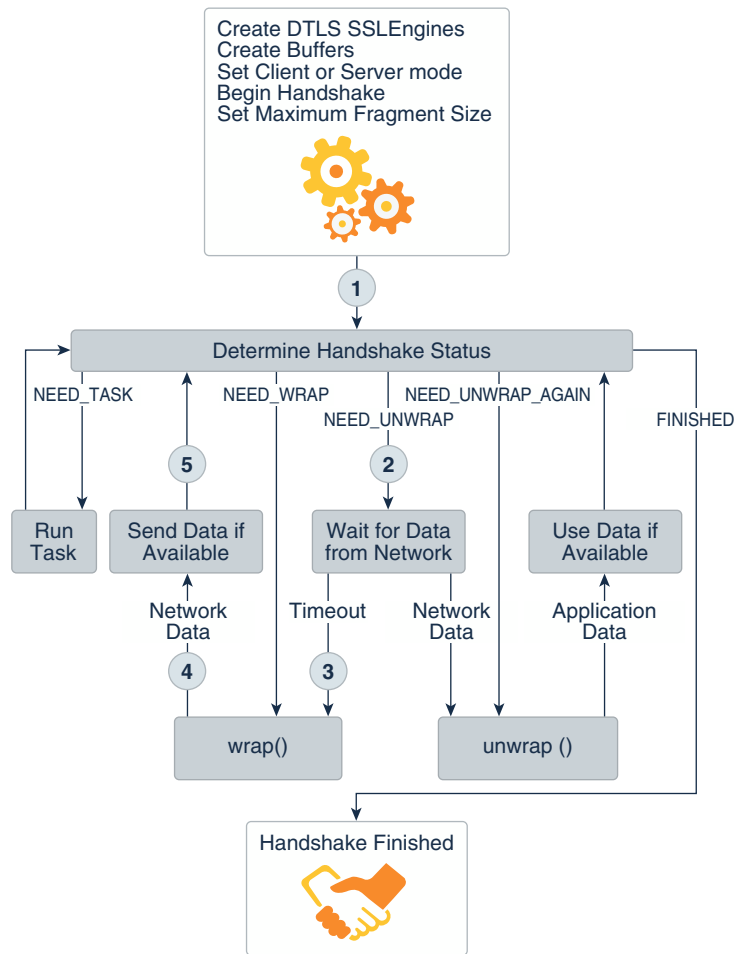 Create DTLS SSLEngines
Create Buffers
Set Client or Server mode
Begin Handshake
Set Maximum Fragment Size
1
Determine Handshake Status
NEED_TASK
NEED_WRAP
NEED_UNWRAP
NEED_UNWRAP_AGAIN
FINISHED
5
2
Run
Task
Send Data if
Available
Wait for Data
from Network
Use Data if
Available
Network
Data
Timeout
Network
Data
Application
Data
4
3
wrap()
unwrap ()
Handshake Finished